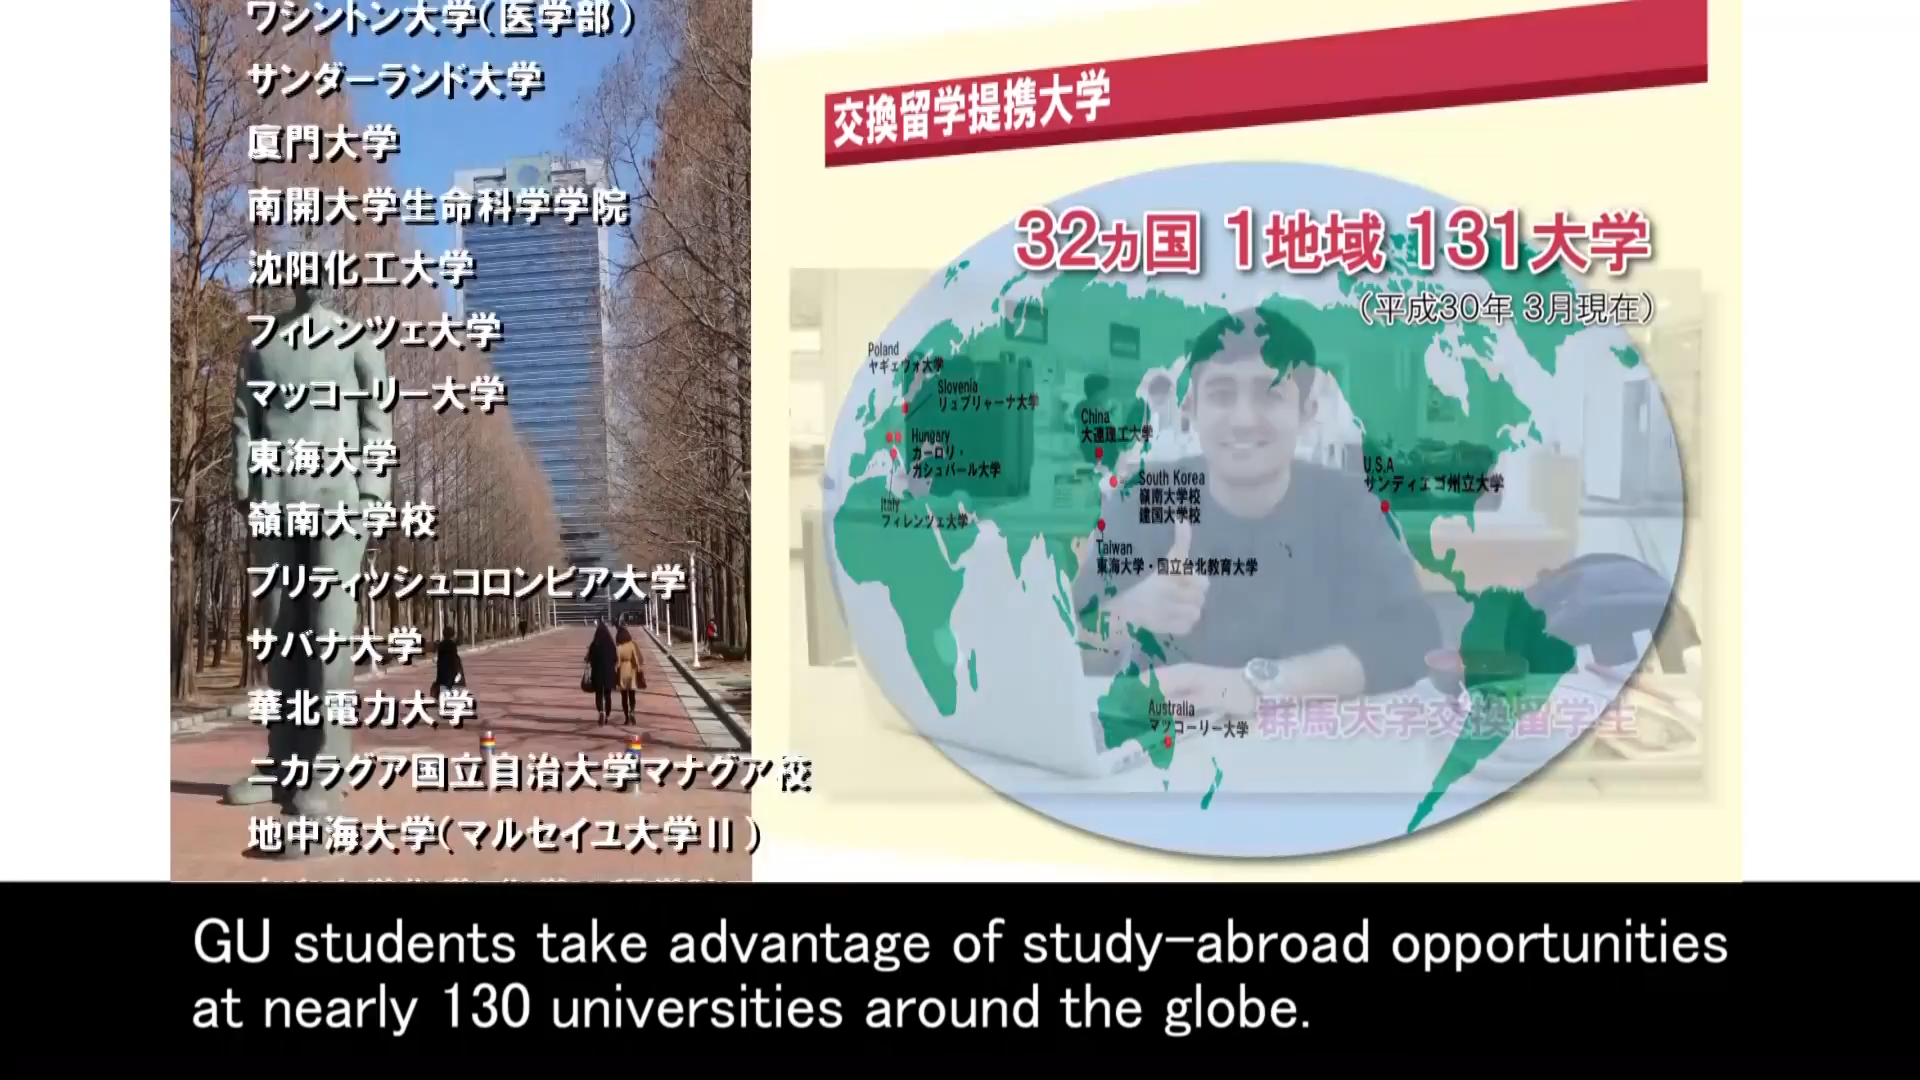 ワシントン大学(医学部)
サンダーランド大学
厦門大学
南開大学生命科学学院
沈阳化工大学
フィレンツェ大学
マッコーリー大学
東海大学
嶺南大学校
ブリティッシュコロンビア大学
サバナ大学
華北電力大学
ニカラグア国立自治大学マナグア校
地中海大学(マルセイユ大学Ⅱ)
交換留学提携大学
32ヵ国 1地域 131大学
(平成30年 3月現在)
Poland
ヤギェウォ大学
Slovenia
リュブリャーナ大学
Hungary
カーロリ・
ガシュパール大学
Italy
フィレンツェ大学
China
大連理工大学
South Korea
嶺南大学校
建国大学校
Taiwan
東海大学・国立台北教育大学
U.S.A
サンディエゴ州立大学
Australia
マッコーリー大学
群馬大学交換留学生
GU students take advantage of study-abroad opportunities
at nearly 130 universities around the globe.